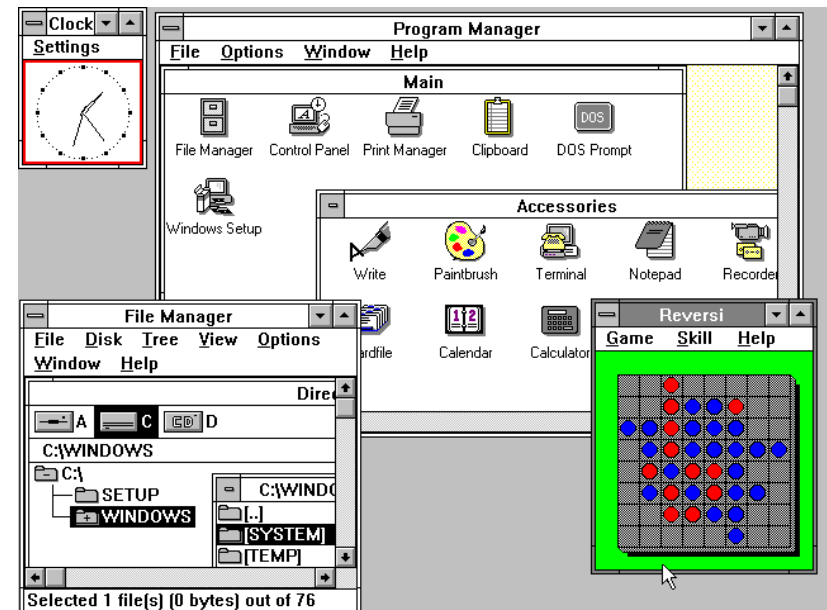 Clock
Settings
Program Manager
File Options Window Help
Main
File Manager Control Panel Print Manager Clipboard DOS Prompt
DOS
Windows Setup
Accessories
Write Paintbrush Terminal Notepad Recorder
rdfile Calendar Calculator
12
File Manager
File Disk Tree View Options
Window Help
Direc
A C CD D
C:\WINDOWS
C:\
SETUP
WINDOWS
C:\WINDO
[..]
[SYSTEM]
[TEMP]
Selected 1 file(s) (0 bytes) out of 76
Reversi
Game Skill Help